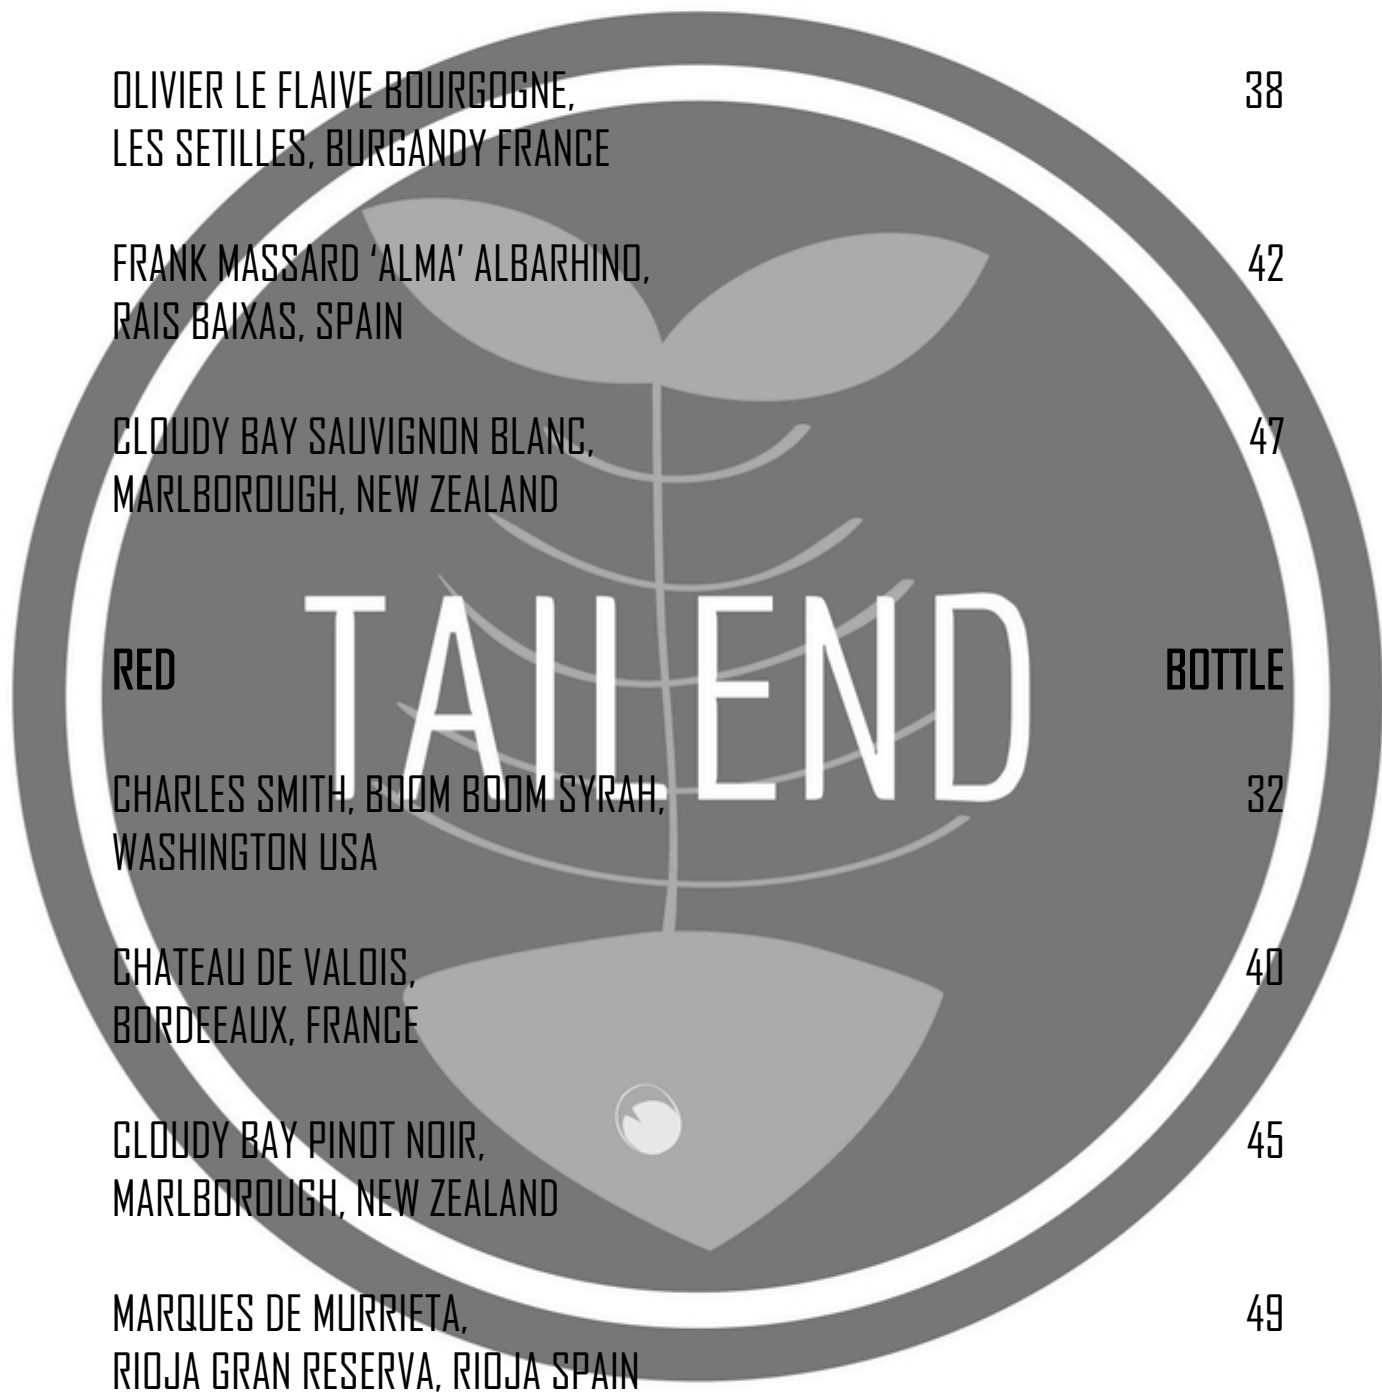 OLIVIER LE FLAIVE BOURGOGNE, 38
LES SETILLES, BURGANDY FRANCE
FRANK MASSARD ‘ALMA’ ALBARHINO, 42
RAIS BAIXAS, SPAIN
CLOUDY BAY SAUVIGNON BLANC, 47
MARLBOROUGH, NEW ZEALAND
TAILEND
RED BOTTLE
CHARLES SMITH, BOOM BOOM SYRAH, 32
WASHINGTON USA
CHATEAU DE VALOIS, 40
BORDEEAUX, FRANCE
CLOUDY BAY PINOT NOIR, 45
MARLBOROUGH, NEW ZEALAND
MARQUES DE MURRIETA, 49
RIOJA GRAN RESERVA, RIOJA SPAIN